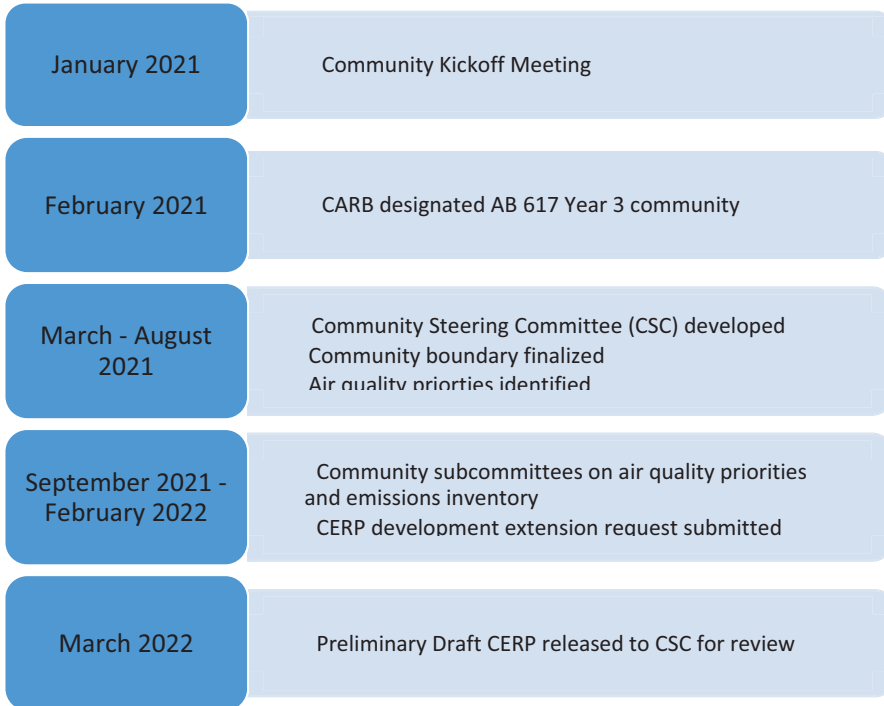 January 2021
Community Kickoff Meeting
February 2021
CARB designated AB 617 Year 3 community
March - August
2021
Community Steering Committee (CSC) developed
Community boundary finalized
Air quality priorties identified
September 2021 -
February 2022
Community subcommittees on air quality priorities
and emissions inventory
CERP development extension request submitted
March 2022
Preliminary Draft CERP released to CSC for review